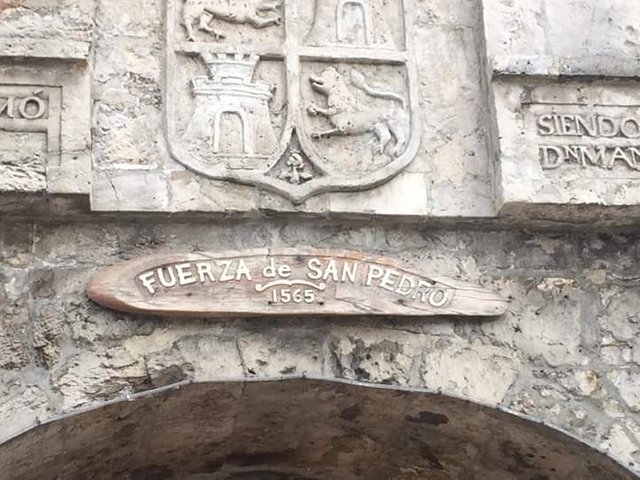 MÓ
SIENDO
DN MAN
FUERZA de SAN PEDRO
1565